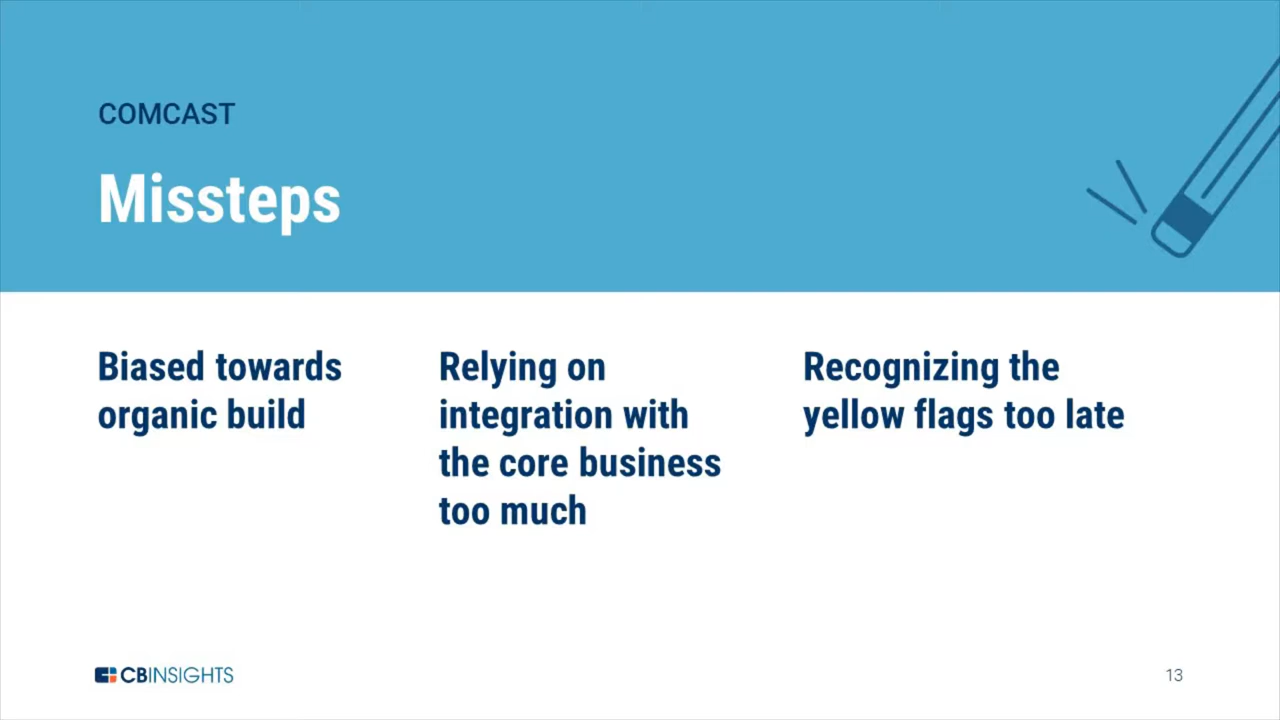 COMCAST
Missteps
Biased towards
organic build
Relying on
integration with
the core business
too much
Recognizing the
yellow flags too late
CBINSIGHTS
13